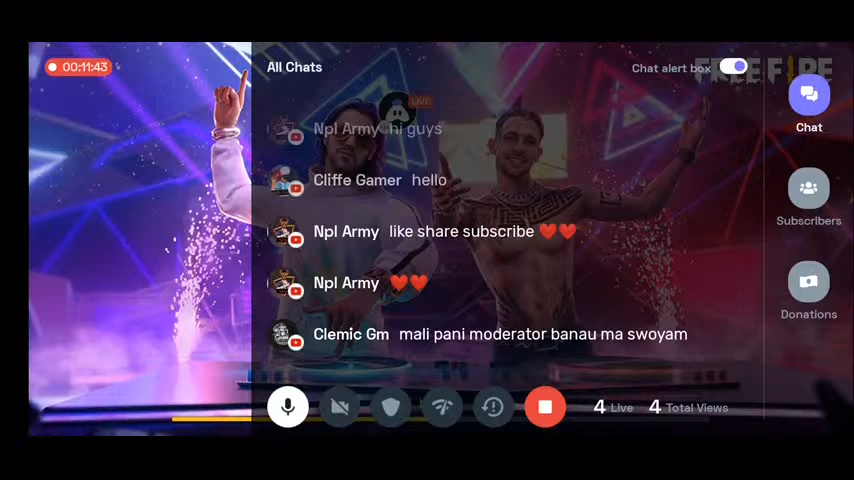 00:11:43
All Chats
Chat alert box
FREE FIRE
LIVE
Npl Army hi guys
Chat
Cliffe Gamer hello
Subscribers
Npl Army like share subscribe ❤️❤️
Npl Army ❤️❤️
Donations
Clemic Gm mali pani moderator banau ma swoyam
4 Live 4 Total Views